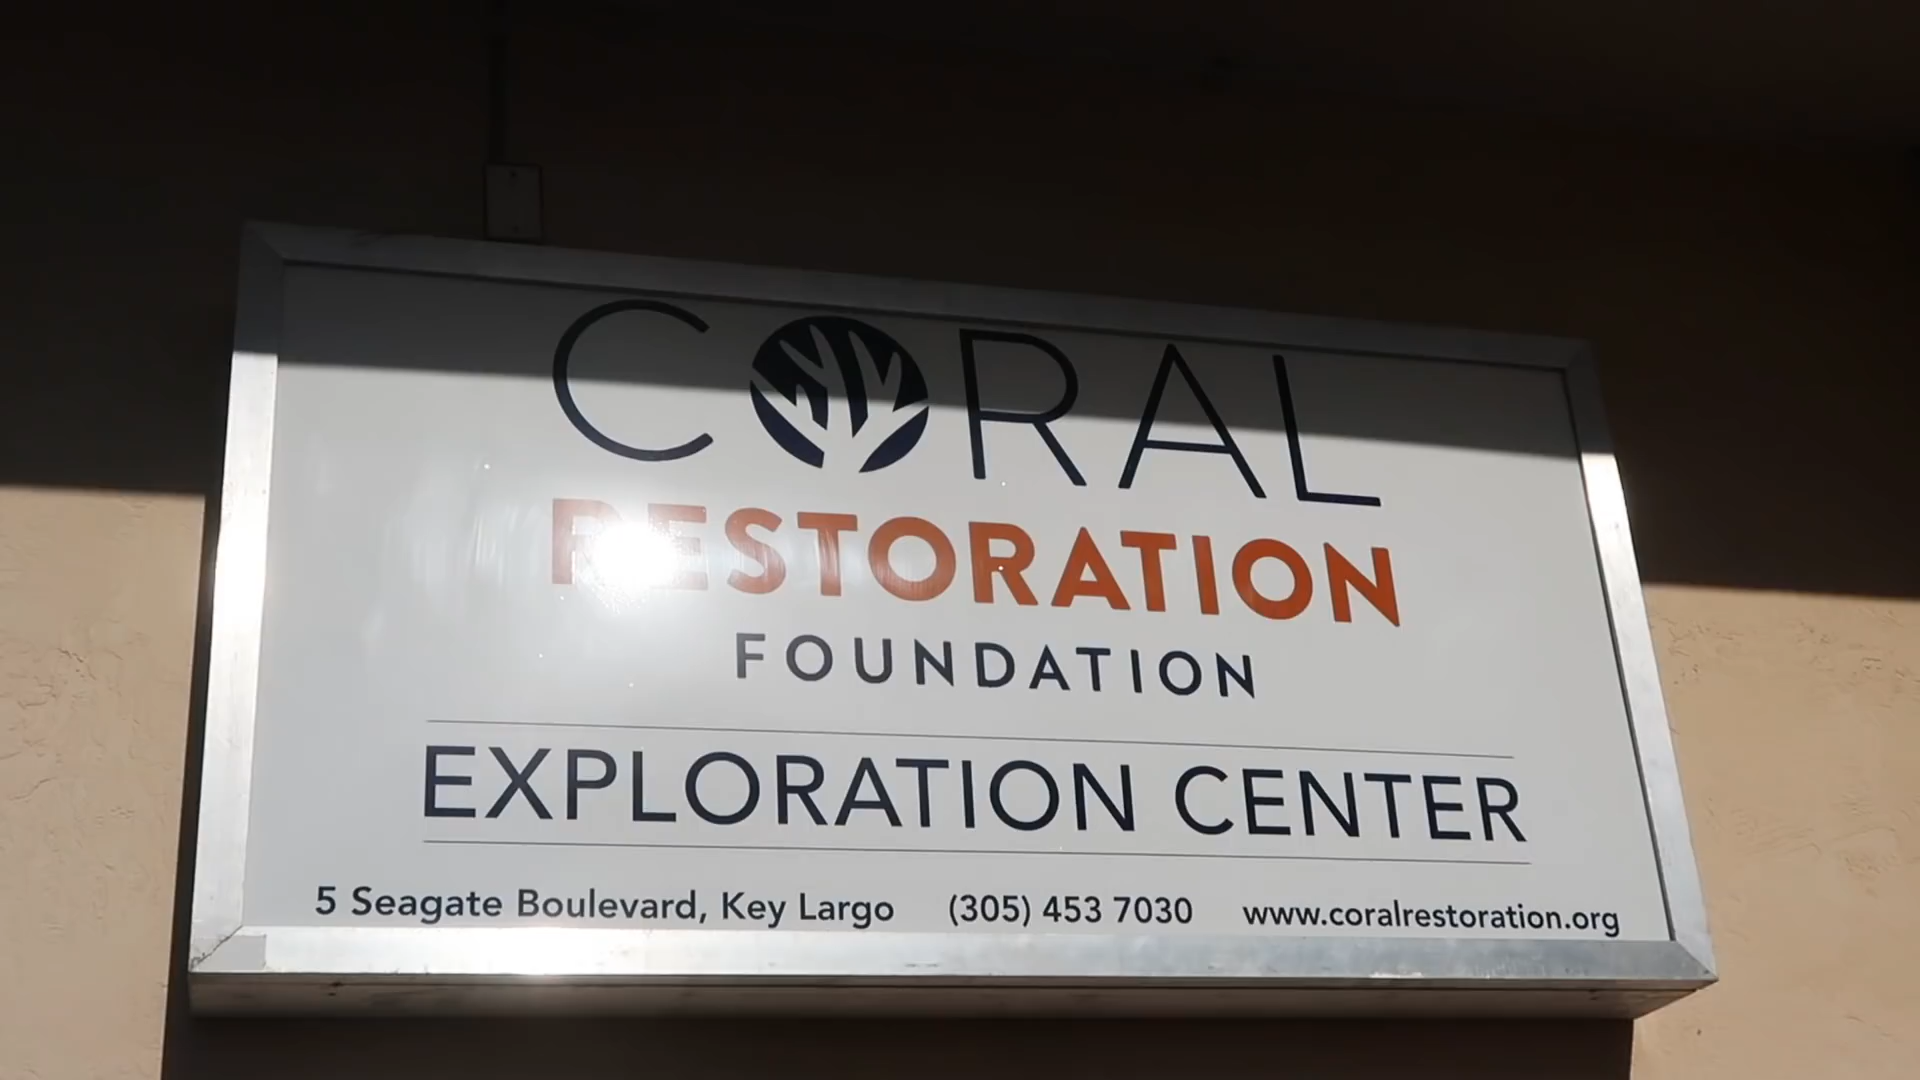 CORAL
RESTORATION
FOUNDATION
EXPLORATION CENTER
5 Seagate Boulevard, Key Largo (305) 453 7030 www.coralrestoration.org